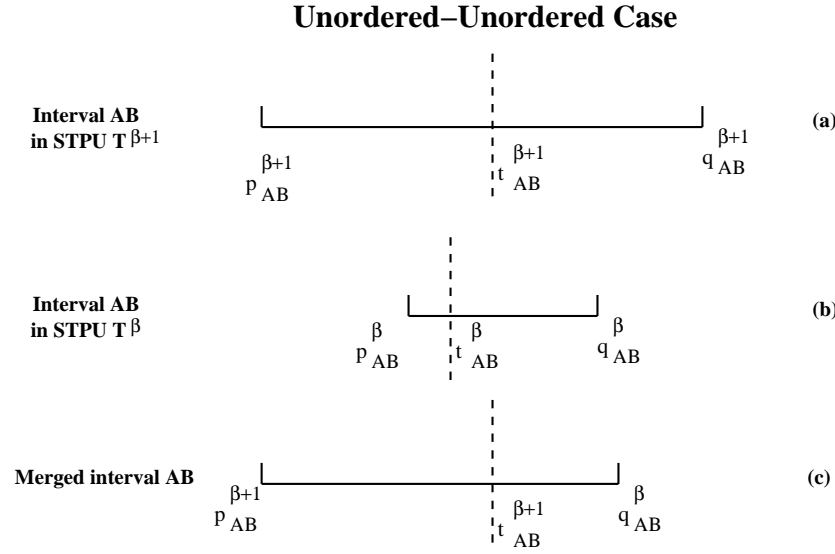 Unordered–Unordered Case
Interval AB
in STPU T β+1
p AB β+1
t AB β+1
q AB β+1
(a)
Interval AB
in STPU T β
p AB β
t AB β
q AB β
(b)
Merged interval AB
p AB β+1
t AB β+1
q AB β
(c)